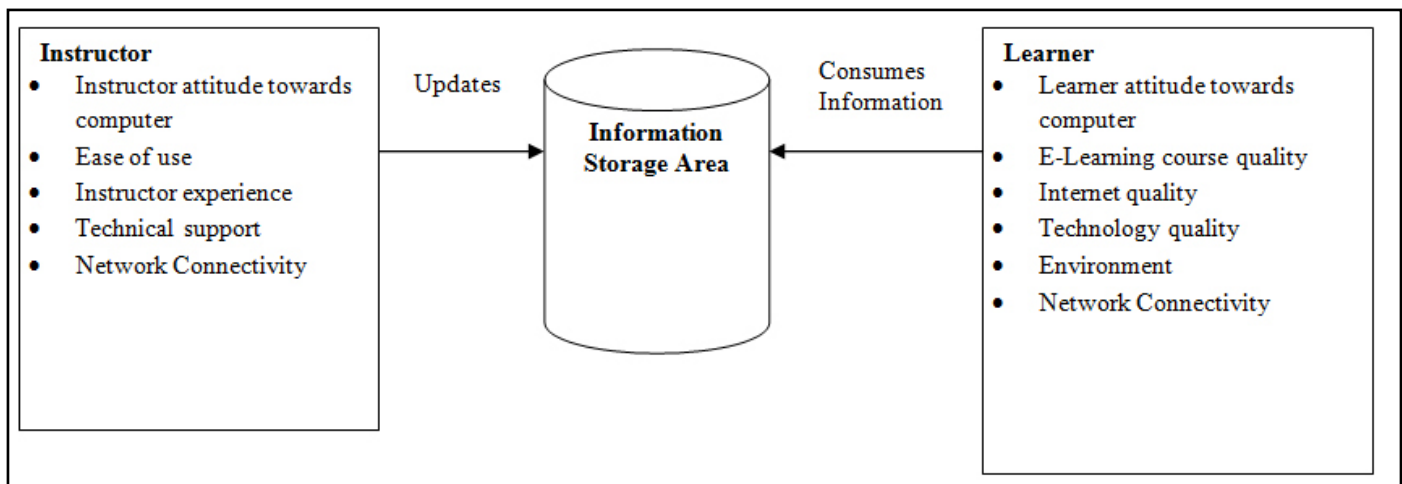 Instructor
• Instructor attitude towards
computer
• Ease of use
• Instructor experience
• Technical support
• Network Connectivity
Updates
Information
Storage Area
Consumes
Information
Learner
• Learner attitude towards
computer
• E-Learning course quality
• Internet quality
• Technology quality
• Environment
• Network Connectivity